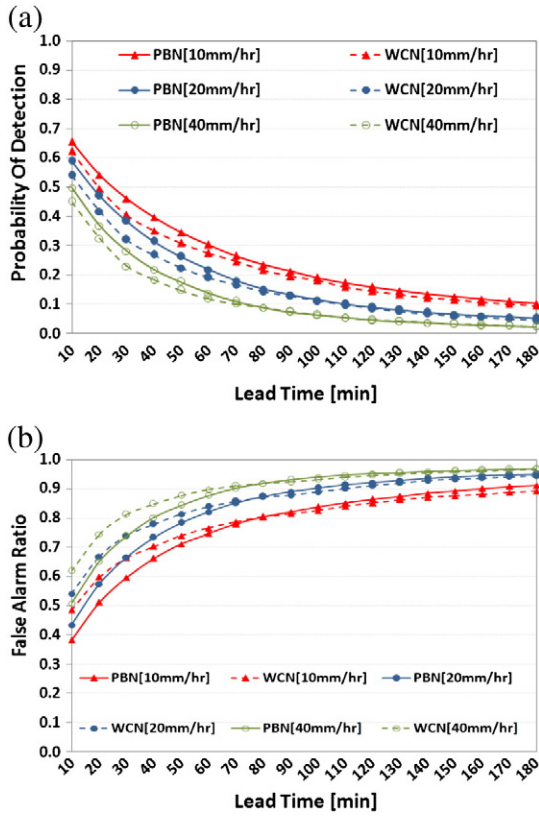 (a)
1.0
0.9
0.8
0.7
0.6
0.5
0.4
0.3
0.2
0.1
0.0
Probability Of Detection
PBN[10mm/hr] WCN[10mm/hr]
PBN[20mm/hr] WCN[20mm/hr]
PBN[40mm/hr] WCN[40mm/hr]
10 20 30 40 50 60 70 80 90 100 110 120 130 140 150 160 170 180
Lead Time [min]
(b)
1.0
0.9
0.8
0.7
0.6
0.5
0.4
0.3
0.2
0.1
0.0
False Alarm Ratio
PBN[10mm/hr] WCN[10mm/hr] PBN[20mm/hr]
WCN[20mm/hr] PBN[40mm/hr] WCN[40mm/hr]
10 20 30 40 50 60 70 80 90 100 110 120 130 140 150 160 170 180
Lead Time [min]